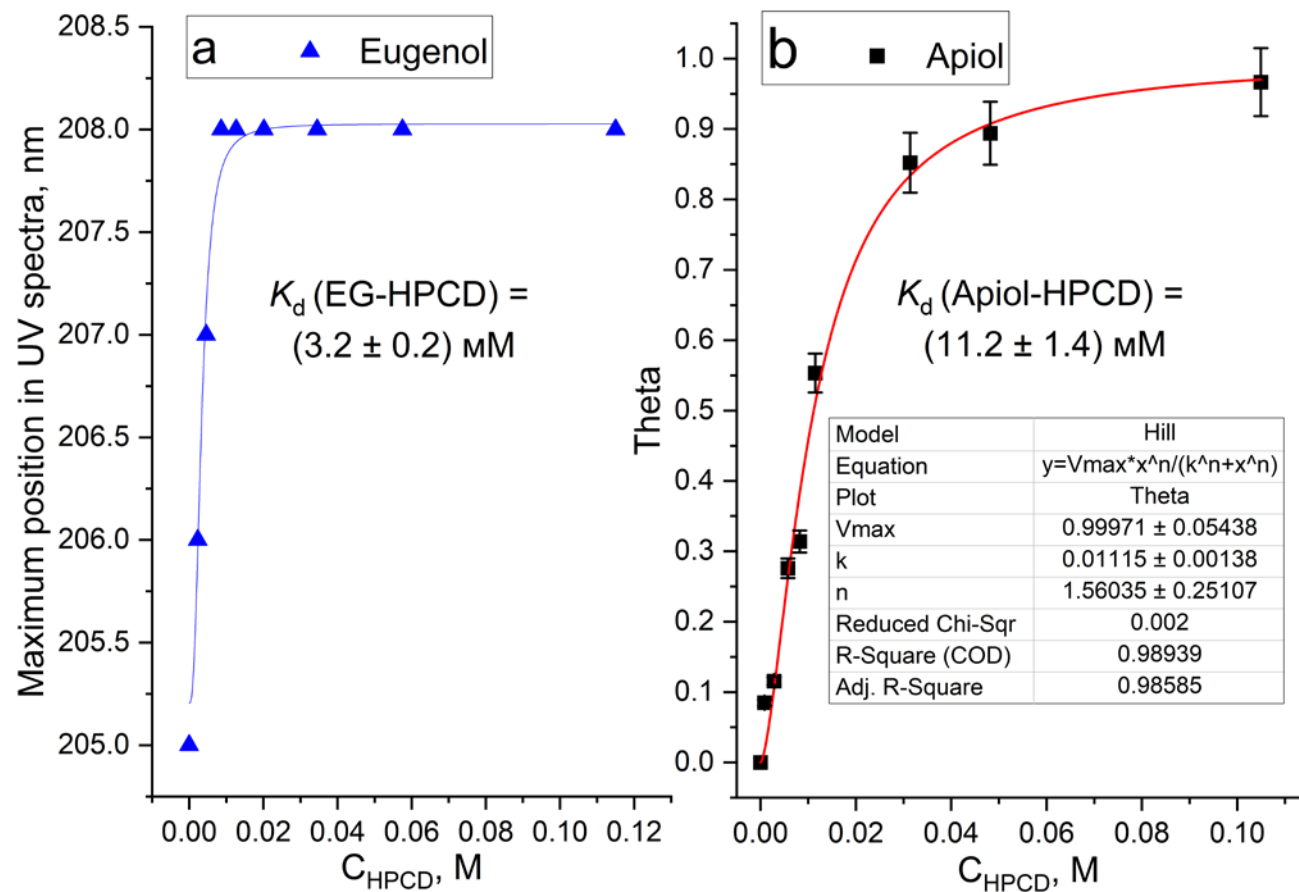 a
Eugenol
Maximum position in UV spectra, nm
208.5
208.0
207.5
207.0
206.5
206.0
205.5
205.0
K_d (EG-HPCD) =
(3.2 ± 0.2) мМ
0.00 0.02 0.04 0.06 0.08 0.10 0.12
C_HPCD, M
b
Apiol
Theta
1.0
0.9
0.8
0.7
0.6
0.5
0.4
0.3
0.2
0.1
0.0
K_d (Apiol-HPCD) =
(11.2 ± 1.4) мМ
Model Hill
Equation y=Vmax*x^n/(k^n+x^n)
Plot Theta
Vmax 0.99971 ± 0.05438
k 0.01115 ± 0.00138
n 1.56035 ± 0.25107
Reduced Chi-Sqr 0.002
R-Square (COD) 0.98939
Adj. R-Square 0.98585
0.00 0.02 0.04 0.06 0.08 0.10
C_HPCD, M